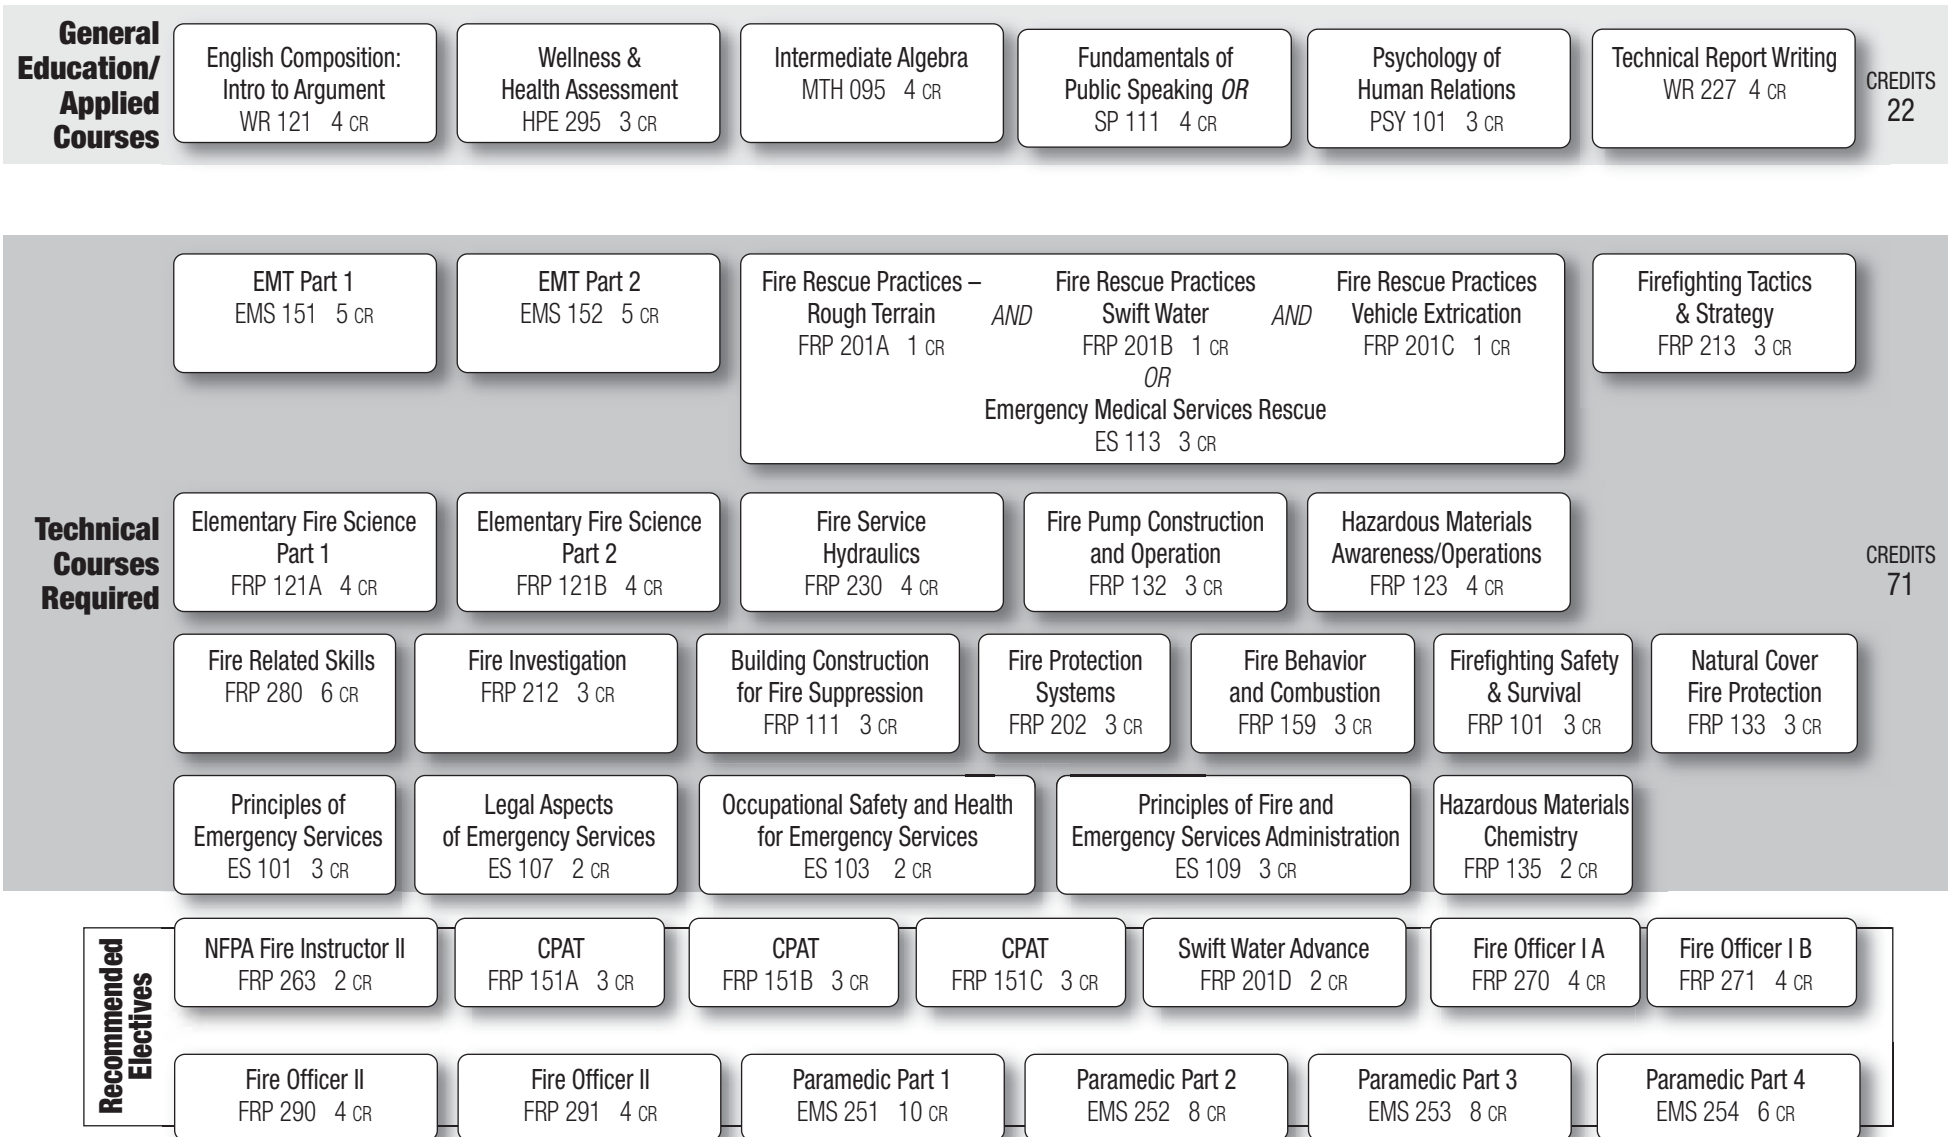 General
Education/
Applied
Courses
English Composition:
Intro to Argument
WR 121 4 CR
Wellness &
Health Assessment
HPE 295 3 CR
Intermediate Algebra
MTH 095 4 CR
Fundamentals of
Public Speaking OR
SP 111 4 CR
Psychology of
Human Relations
PSY 101 3 CR
Technical Report Writing
WR 227 4 CR
CREDITS
22
Technical
Courses
Required
EMT Part 1
EMS 151 5 CR
EMT Part 2
EMS 152 5 CR
Fire Rescue Practices –
Rough Terrain
FRP 201A 1 CR
AND
Fire Rescue Practices
Swift Water
FRP 201B 1 CR
AND
Fire Rescue Practices
Vehicle Extrication
FRP 201C 1 CR
OR
Emergency Medical Services Rescue
ES 113 3 CR
Firefighting Tactics
& Strategy
FRP 213 3 CR
Elementary Fire Science
Part 1
FRP 121A 4 CR
Elementary Fire Science
Part 2
FRP 121B 4 CR
Fire Service
Hydraulics
FRP 230 4 CR
Fire Pump Construction
and Operation
FRP 132 3 CR
Hazardous Materials
Awareness/Operations
FRP 123 4 CR
CREDITS
71
Fire Related Skills
FRP 280 6 CR
Fire Investigation
FRP 212 3 CR
Building Construction
for Fire Suppression
FRP 111 3 CR
Fire Protection
Systems
FRP 202 3 CR
Fire Behavior
and Combustion
FRP 159 3 CR
Firefighting Safety
& Survival
FRP 101 3 CR
Natural Cover
Fire Protection
FRP 133 3 CR
Principles of
Emergency Services
ES 101 3 CR
Legal Aspects
of Emergency Services
ES 107 2 CR
Occupational Safety and Health
for Emergency Services
ES 103 2 CR
Principles of Fire and
Emergency Services Administration
ES 109 3 CR
Hazardous Materials
Chemistry
FRP 135 2 CR
Recommended
Electives
NFPA Fire Instructor II
FRP 263 2 CR
CPAT
FRP 151A 3 CR
CPAT
FRP 151B 3 CR
CPAT
FRP 151C 3 CR
Swift Water Advance
FRP 201D 2 CR
Fire Officer I A
FRP 270 4 CR
Fire Officer I B
FRP 271 4 CR
Fire Officer II
FRP 290 4 CR
Fire Officer II
FRP 291 4 CR
Paramedic Part 1
EMS 251 10 CR
Paramedic Part 2
EMS 252 8 CR
Paramedic Part 3
EMS 253 8 CR
Paramedic Part 4
EMS 254 6 CR